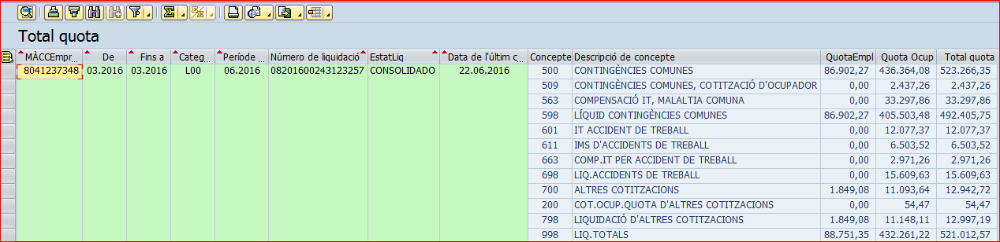 Total quota
MÀCCEmpr... De Fins a Categ... Període ... Número de liquidació EstatLiq Data de l'últim c... Concepte Descripció de concepte QuotaEmpl Quota Ocup Total quota
8041237348 03.2016 03.2016 L00 06.2016 08201600243123257 CONSOLIDADO 22.06.2016 500 CONTINGÈNCIES COMUNES 86.902,27 436.364,08 523.266,35
509 CONTINGÈNCIES COMUNES, COTITZACIÓ D'OCUPADOR 0,00 2.437,26 2.437,26
563 COMPENSACIÓ IT, MALALTIA COMUNA 0,00 33.297,86 33.297,86
598 LÍQUID CONTINGÈNCIES COMUNES 86.902,27 405.503,48 492.405,75
601 IT ACCIDENT DE TREBALL 0,00 12.077,37 12.077,37
611 IMS D'ACCIDENTS DE TREBALL 0,00 6.503,52 6.503,52
663 COMP.IT PER ACCIDENT DE TREBALL 0,00 2.971,26 2.971,26
698 LIQ.ACCIDENTS DE TREBALL 0,00 15.609,63 15.609,63
700 ALTRES COTITZACIONS 1.849,08 11.093,64 12.942,72
200 COT.OCUP.QUOTA D'ALTRES COTITZACIONS 0,00 54,47 54,47
798 LIQUIDACIÓ D'ALTRES COTITZACIONS 1.849,08 11.148,11 12.997,19
998 LIQ.TOTALS 88.751,35 432.261,22 521.012,57